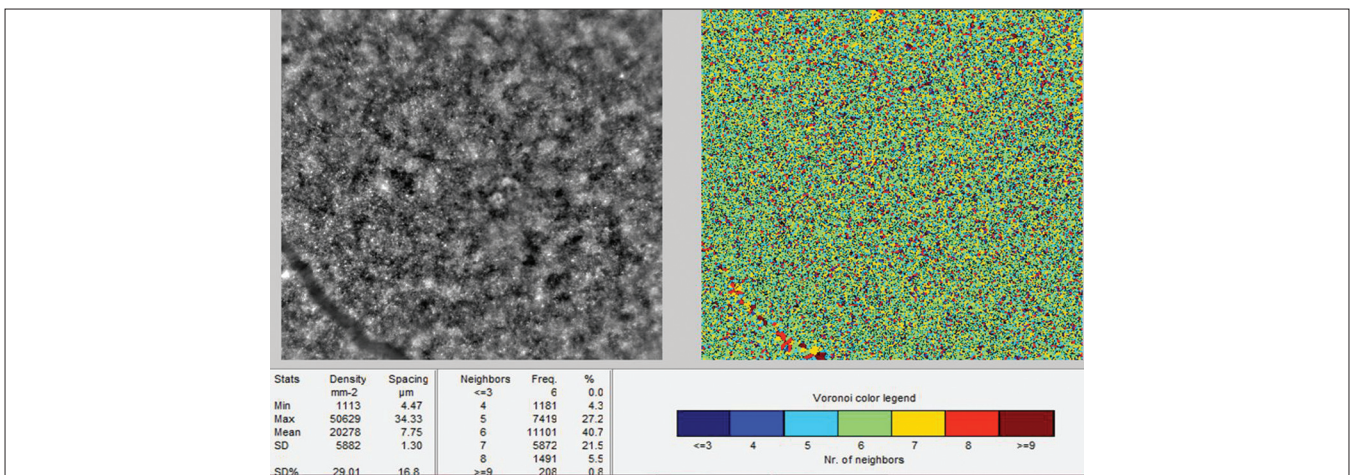 Stats Density Spacing
mm-2 µm
Min 1113 4.47
Max 50629 34.33
Mean 20278 7.75
SD 5882 1.30
SD% 29.01 16.8
Neighbors Freq. %
<=3 6 0.0
4 1181 4.3
5 7419 27.2
6 11101 40.7
7 5872 21.5
8 1491 5.5
>=9 208 0.8
Voronoi color legend
<=3 4 5 6 7 8 >=9
Nr. of neighbors